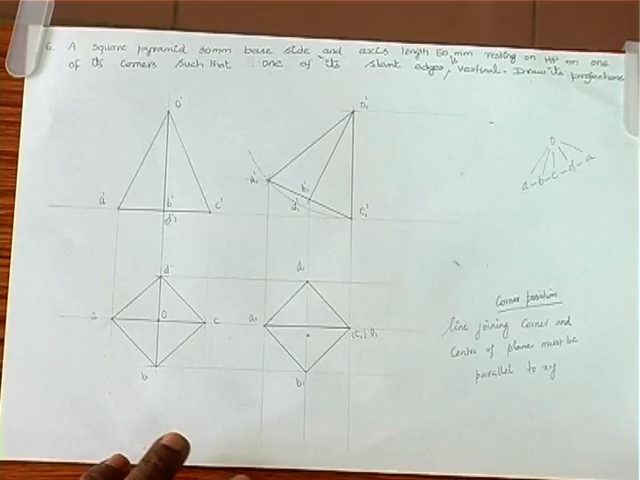 6. A square pyramid 30mm base side and axis length 50mm resting on HP on one
of its corners such that one of its slant edges is vertical. Draw its projections
o'
o1'
a'
b'
d'
c'
a1'
b1'
d1'
c1'
o
a-b-c-d-a
d
a
o
c
b
d1
a1
(c1) o1
b1
Corner position
line joining corner and
centre of plane must be
parallel to xy